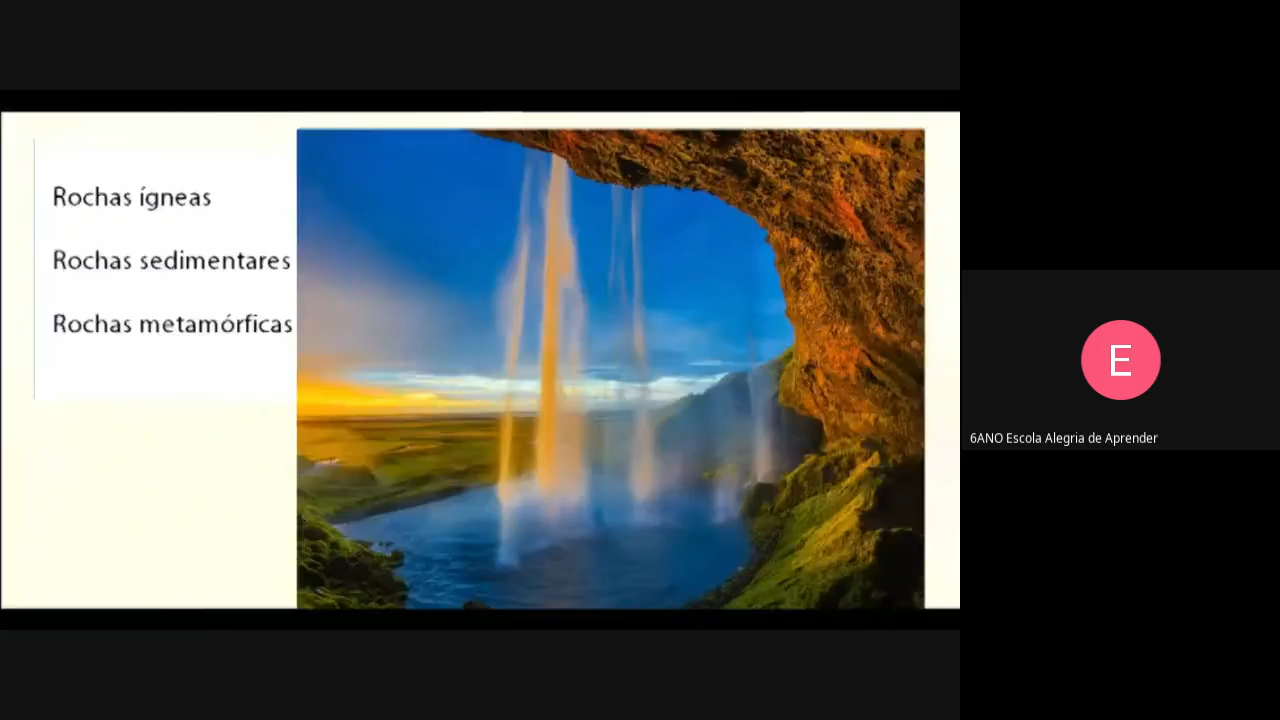 Rochas ígneas
Rochas sedimentares
Rochas metamórficas
E
6ANO Escola Alegria de Aprender